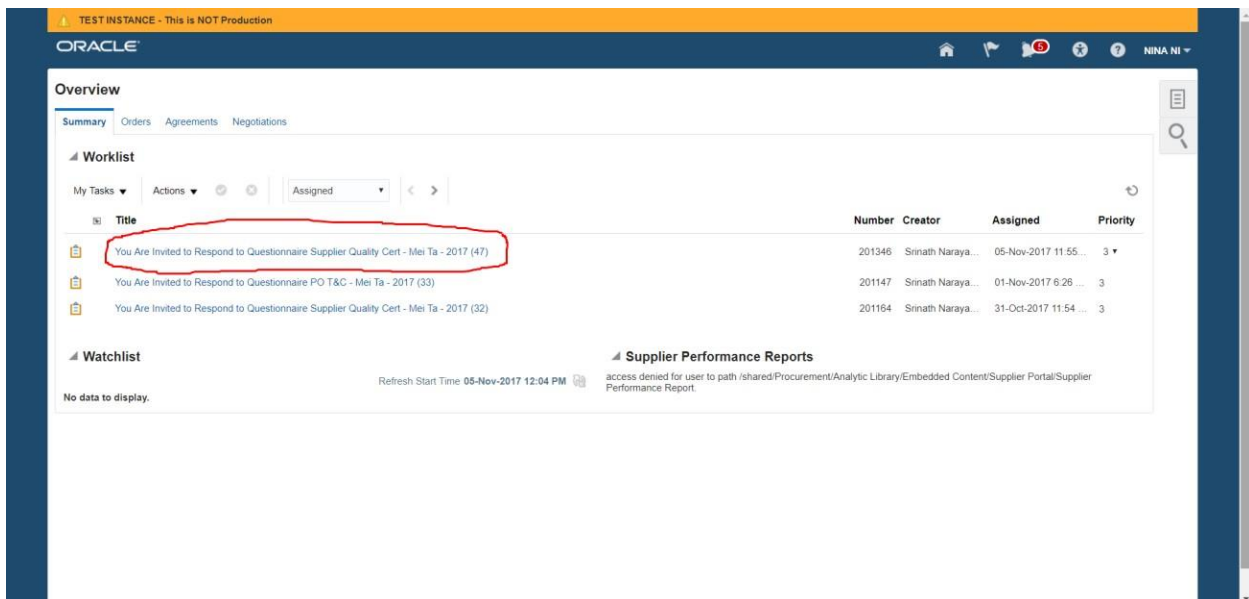 TEST INSTANCE - This is NOT Production
ORACLE
5
NINA NI
Overview
Summary Orders Agreements Negotiations
Worklist
My Tasks Actions Assigned
Title Number Creator Assigned Priority
You Are Invited to Respond to Questionnaire Supplier Quality Cert - Mei Ta - 2017 (47) 201346 Srinath Naraya... 05-Nov-2017 11:55... 3
You Are Invited to Respond to Questionnaire PO T&C - Mei Ta - 2017 (33) 201147 Srinath Naraya... 01-Nov-2017 6:26 ... 3
You Are Invited to Respond to Questionnaire Supplier Quality Cert - Mei Ta - 2017 (32) 201164 Srinath Naraya... 31-Oct-2017 11:54 ... 3
Watchlist
Refresh Start Time 05-Nov-2017 12:04 PM
No data to display.
Supplier Performance Reports
access denied for user to path /shared/Procurement/Analytic Library/Embedded Content/Supplier Portal/Supplier
Performance Report.